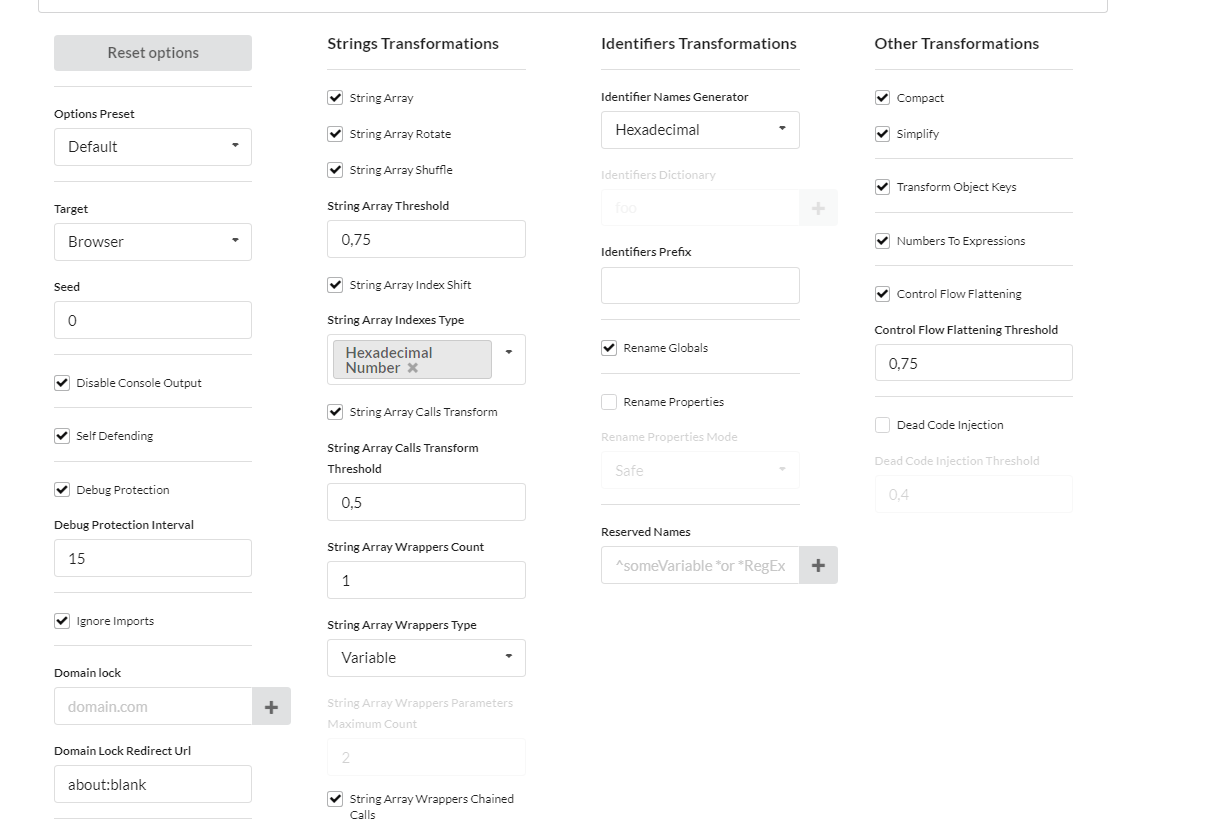 Reset options
Options Preset
Default
Target
Browser
Seed
0
Disable Console Output
Self Defending
Debug Protection
Debug Protection Interval
15
Ignore Imports
Domain lock
domain.com
Domain Lock Redirect Url
about:blank
Strings Transformations
String Array
String Array Rotate
String Array Shuffle
String Array Threshold
0,75
String Array Index Shift
String Array Indexes Type
Hexadecimal
Number
String Array Calls Transform
String Array Calls Transform
Threshold
0,5
String Array Wrappers Count
1
String Array Wrappers Type
Variable
String Array Wrappers Parameters
Maximum Count
2
String Array Wrappers Chained
Calls
Identifiers Transformations
Identifier Names Generator
Hexadecimal
Identifiers Dictionary
foo
Identifiers Prefix
Rename Globals
Rename Properties
Rename Properties Mode
Safe
Reserved Names
^someVariable *or *RegEx
Other Transformations
Compact
Simplify
Transform Object Keys
Numbers To Expressions
Control Flow Flattening
Control Flow Flattening Threshold
0,75
Dead Code Injection
Dead Code Injection Threshold
0,4